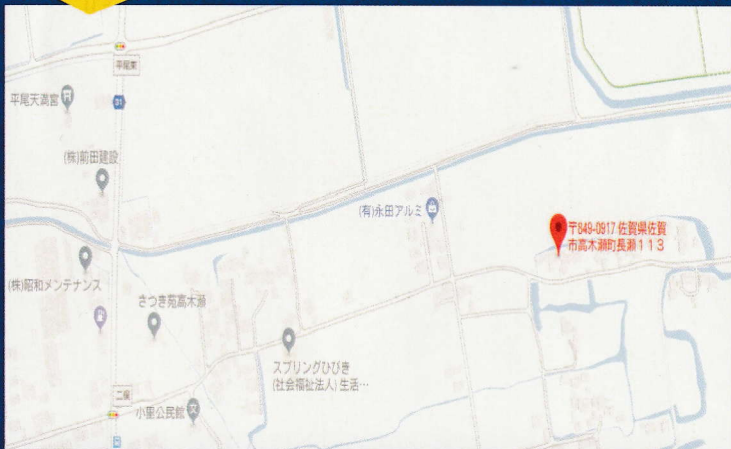 平尾東
平尾天満宮
31
(株)前田建設
(有)永田アルミ
〒849-0917 佐賀県佐賀
市高木瀬町長瀬113
(株)昭和メンテナンス
さつき苑高木瀬
スプリングひびき
(社会福祉法人)生活…
小里公民館